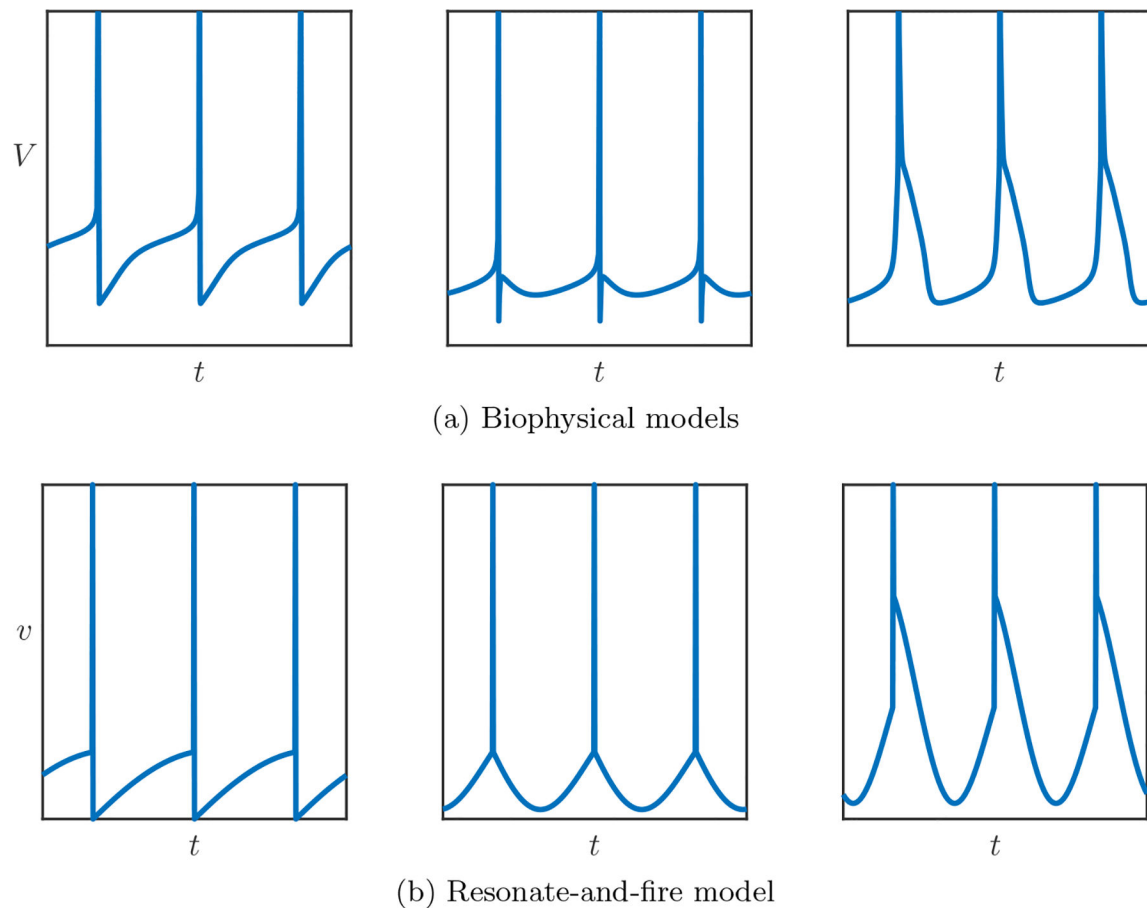 V
t t t
(a) Biophysical models
v
t t t
(b) Resonate-and-fire model